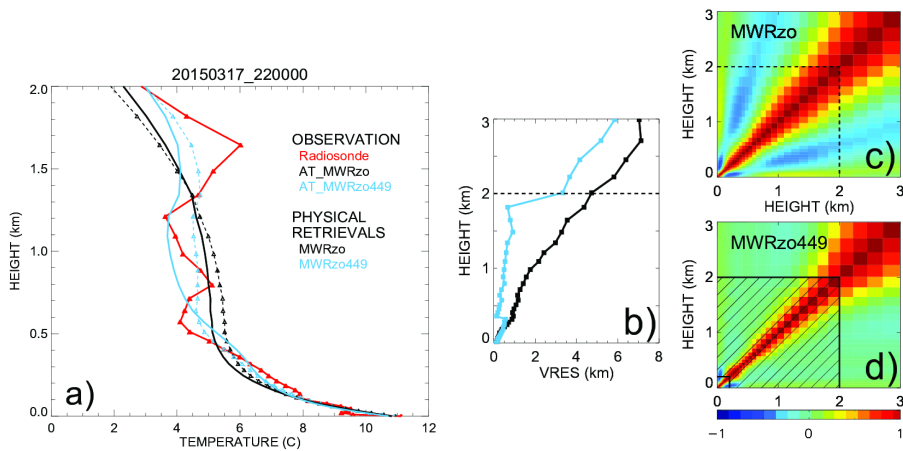 20150317_220000
HEIGHT (km)
2.0
1.5
1.0
0.5
0.0
0
2
4
6
8
10
12
TEMPERATURE (C)
OBSERVATION
Radiosonde
AT_MWRzo
AT_MWRzo449
PHYSICAL
RETRIEVALS
MWRzo
MWRzo449
a)
HEIGHT (km)
3
2
1
0
0
2
4
6
8
VRES (km)
b)
MWRzo
HEIGHT (km)
3
2
1
0
0
1
2
3
HEIGHT (km)
km
c)
MWRzo449
HEIGHT (km)
3
2
1
0
0
1
2
3
km
d)
−1
0
1